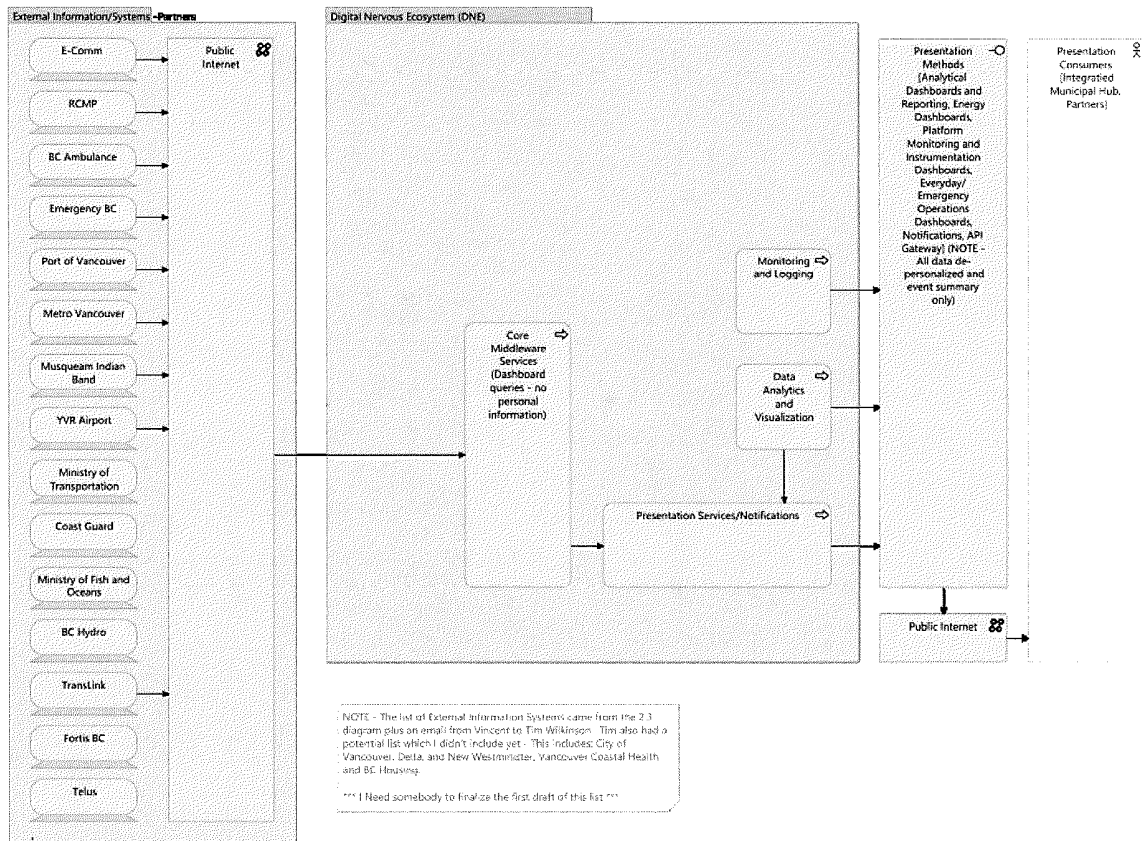 External Information/Systems -Partners
E-Comm
RCMP
BC Ambulance
Emergency BC
Port of Vancouver
Metro Vancouver
Musqueam Indian
Band
YVR Airport
Ministry of
Transportation
Coast Guard
Ministry of Fish and
Oceans
BC Hydro
TransLink
Fortis BC
Telus
Public
Internet
Digital Nervous Ecosystem (DNE)
Core
Middleware
Services
(Dashboard
queries - no
personal
information)
Monitoring
and Logging
Data
Analytics
and
Visualization
Presentation Services/Notifications
Presentation
Methods
[Analytical
Dashboards and
Reporting, Energy
Dashboards,
Platform
Monitoring and
Instrumentation
Dashboards,
Everyday/
Emergency
Operations
Dashboards,
Notifications, API
Gateway] (NOTE -
All data de-
personalized and
event summary
only)
Public Internet
Presentation
Consumers
[Integratied
Municipal Hub,
Partners]
NOTE - The list of External Information Systems came from the 2.3
diagram plus an email from Vincent to Tim Wilkinson. Tim also had a
potential list which I didn't include yet - This includes: City of
Vancouver, Delta, and New Westminster, Vancouver Coastal Health
and BC Housing.
*** I Need somebody to finalize the first draft of this list ***